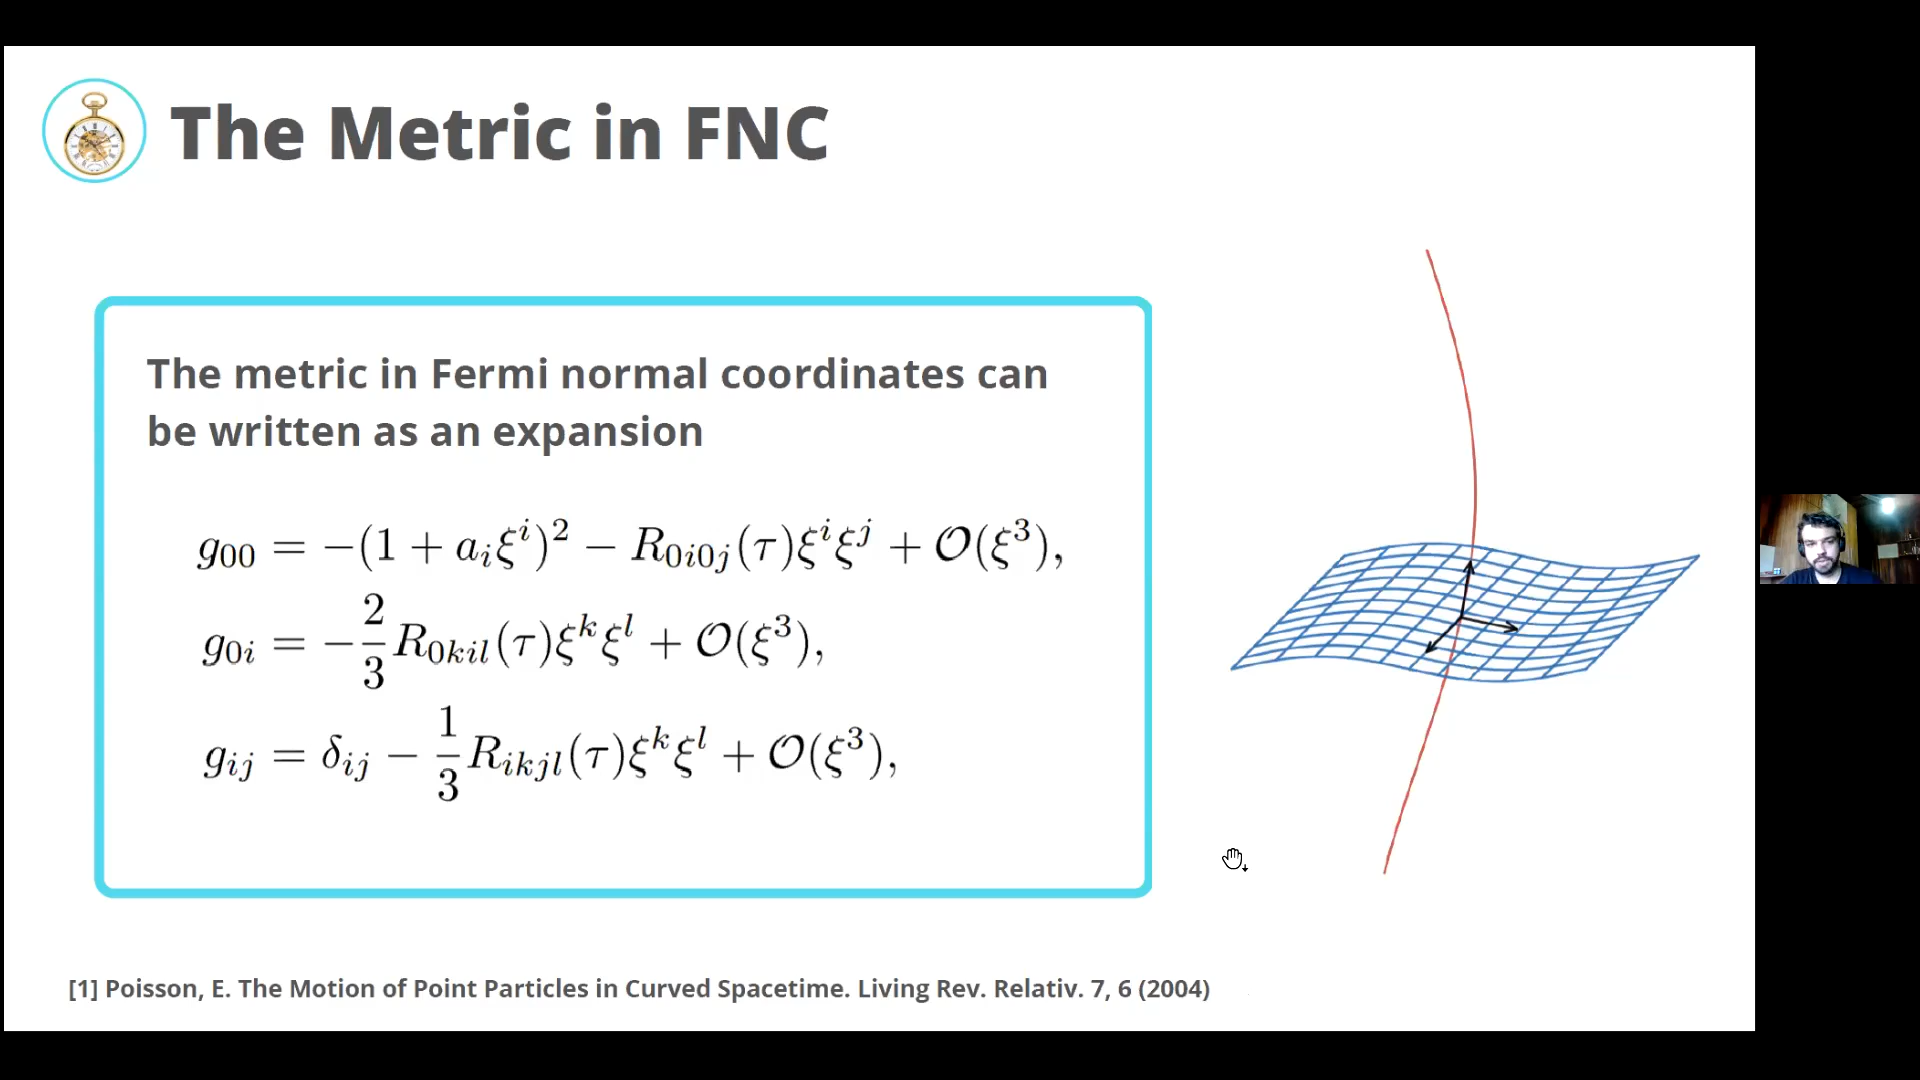 The Metric in FNC
The metric in Fermi normal coordinates can
be written as an expansion
g₀₀ = −(1 + aᵢξⁱ)² − R₀ᵢ₀ⱼ(τ)ξⁱξʲ + 𝒪(ξ³),
g₀ᵢ = −2/3 R₀ₖᵢₗ(τ)ξᵏξˡ + 𝒪(ξ³),
gᵢⱼ = δᵢⱼ − 1/3 Rᵢₖⱼₗ(τ)ξᵏξˡ + 𝒪(ξ³),
[1] Poisson, E. The Motion of Point Particles in Curved Spacetime. Living Rev. Relativ. 7, 6 (2004)